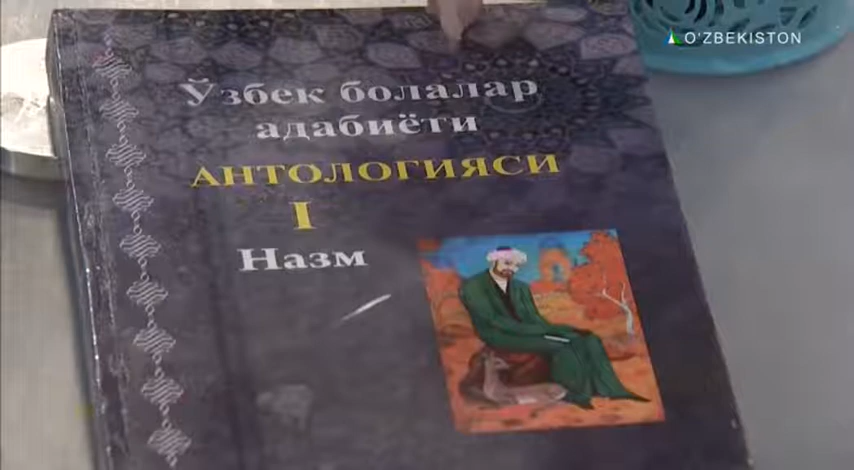 O'ZBEKISTON
Ўзбек болалар
адабиёти
АНТОЛОГИЯСИ
I
Назм